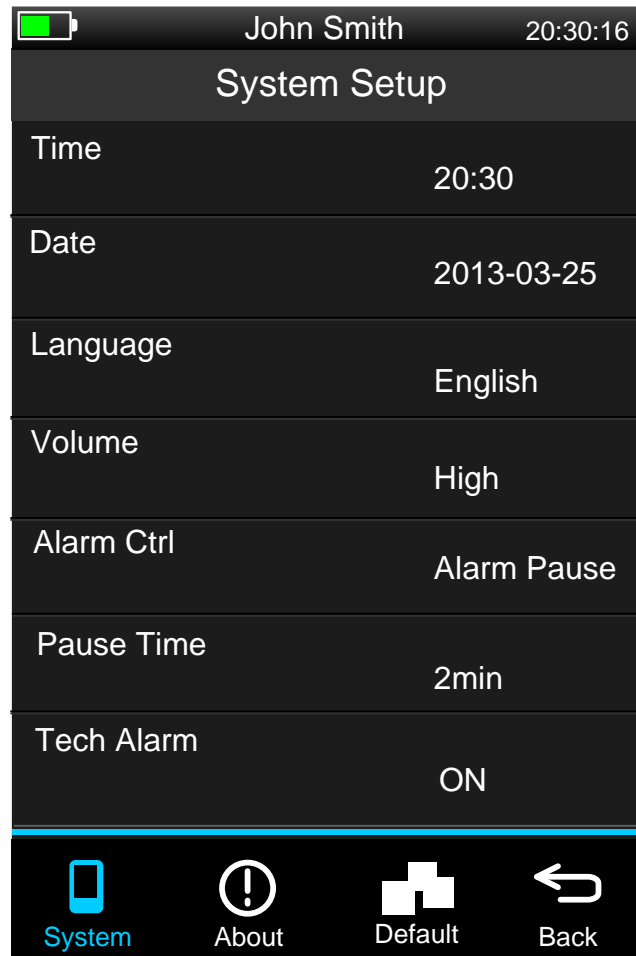 John Smith 20:30:16
System Setup
Time
20:30
Date
2013-03-25
Language
English
Volume
High
Alarm Ctrl
Alarm Pause
Pause Time
2min
Tech Alarm
ON
System About Default Back